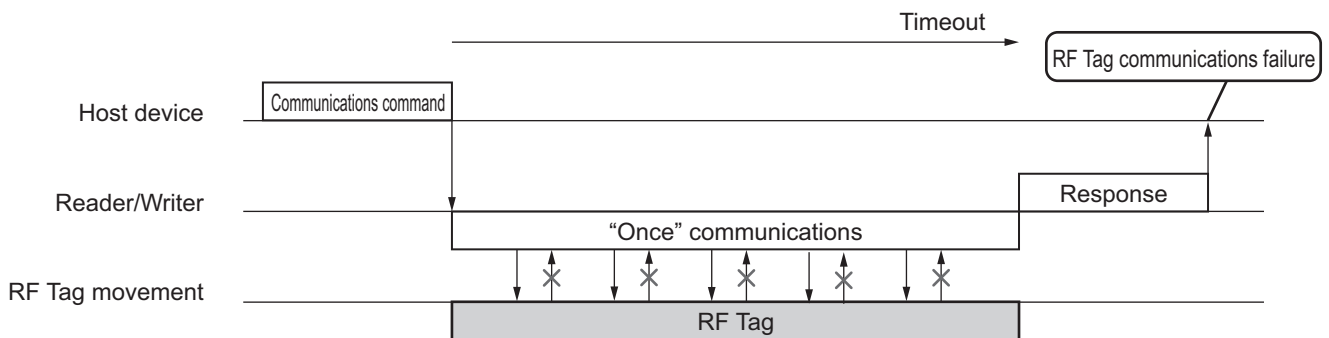 Timeout
RF Tag communications failure
Communications command
Host device
Response
Reader/Writer
“Once” communications
RF Tag movement
RF Tag